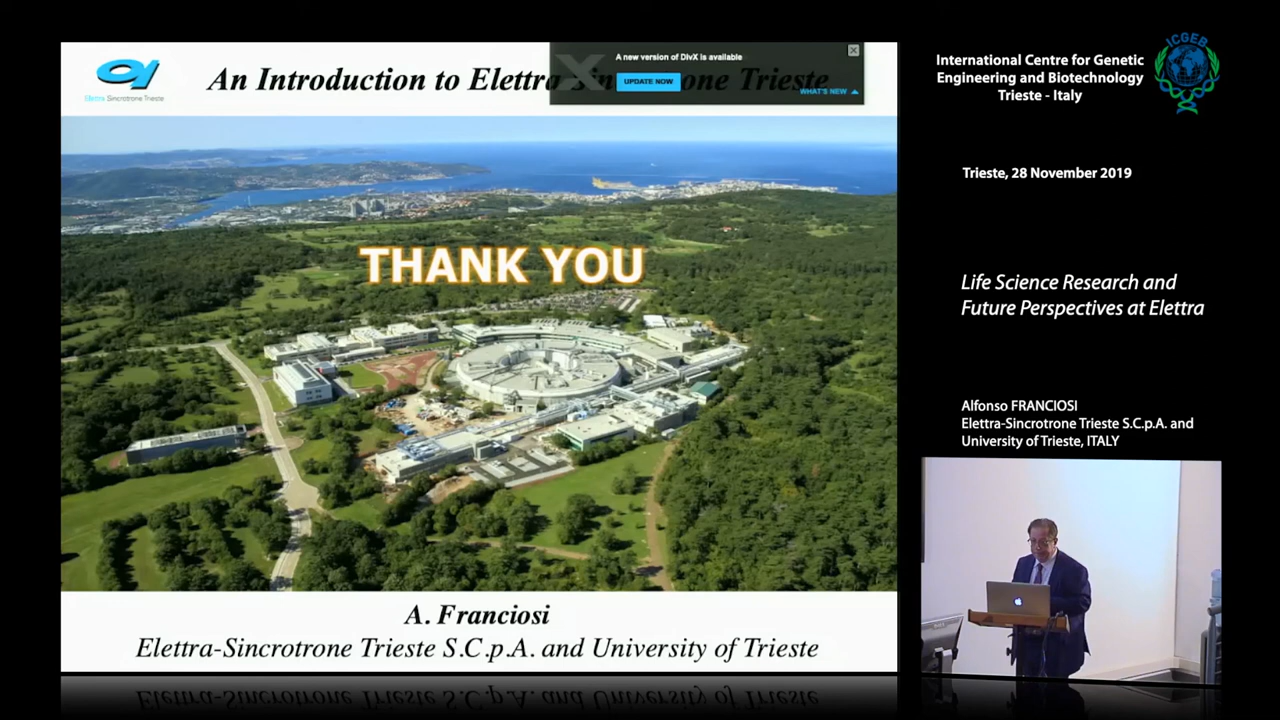 Elettra Sincrotrone Trieste
An Introduction to Elettra Sincrotrone Trieste
A new version of DivX is available
UPDATE NOW
WHAT'S NEW
THANK YOU
A. Franciosi
Elettra-Sincrotrone Trieste S.C.p.A. and University of Trieste
International Centre for Genetic
Engineering and Biotechnology
Trieste - Italy
ICGEB
Trieste, 28 November 2019
Life Science Research and
Future Perspectives at Elettra
Alfonso FRANCIOSI
Elettra-Sincrotrone Trieste S.C.p.A. and
University of Trieste, ITALY